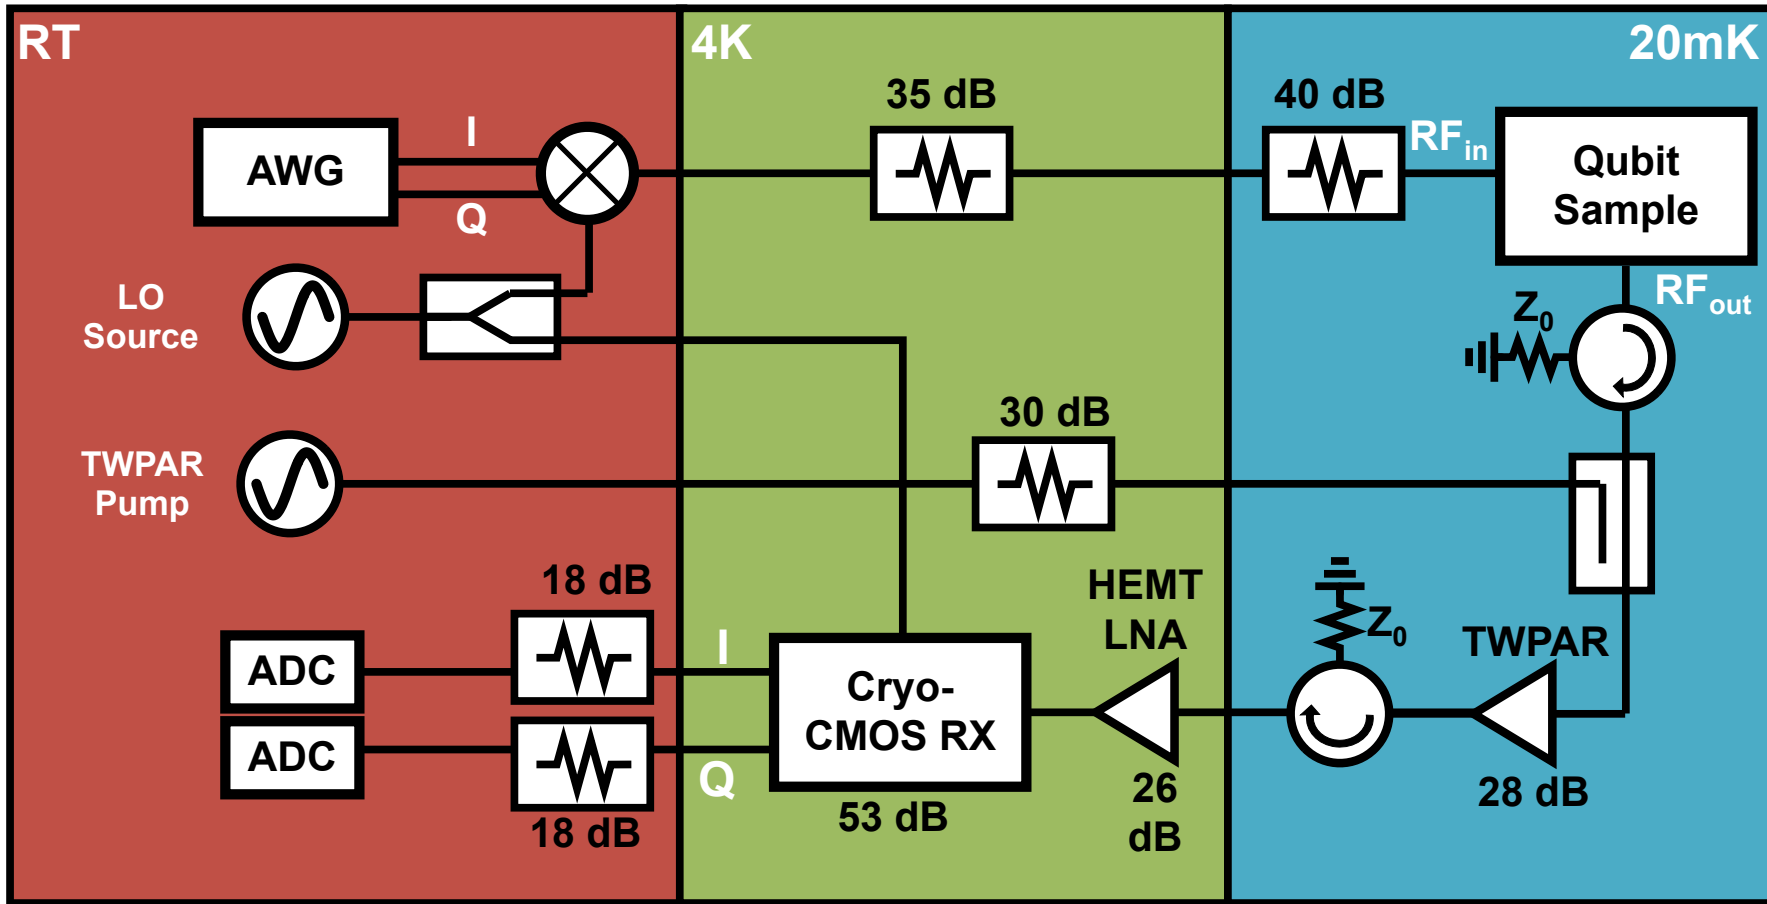 RT
4K
20mK
35 dB
40 dB
I
AWG
Q
RFin
Qubit
Sample
RFout
LO
Source
Z0
30 dB
TWPAR
Pump
18 dB
HEMT
LNA
Z0
TWPAR
ADC
I
Cryo-
CMOS RX
ADC
Q
18 dB
53 dB
26
dB
28 dB